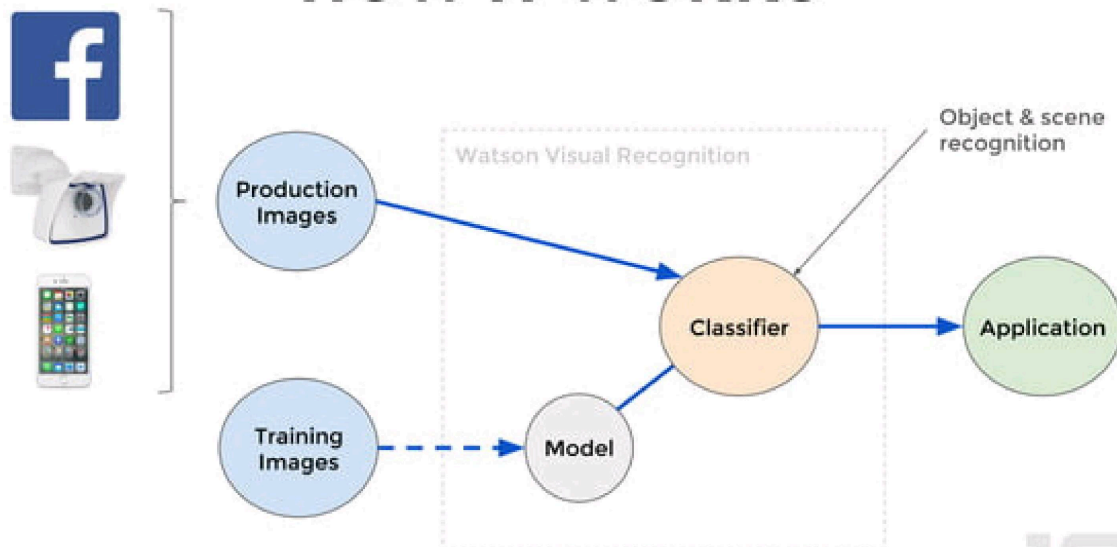 Watson Visual Recognition
Object & scene
recognition
Production
Images
Classifier
Application
Training
Images
Model